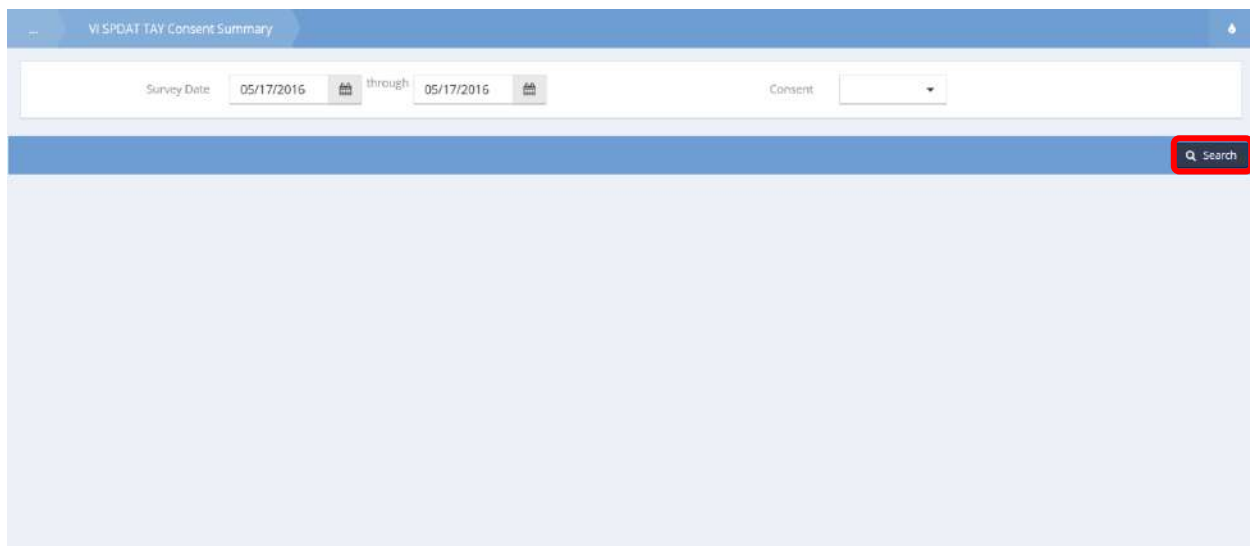 ... VI SPDAT TAY Consent Summary
Survey Date 05/17/2016 through 05/17/2016 Consent
Search